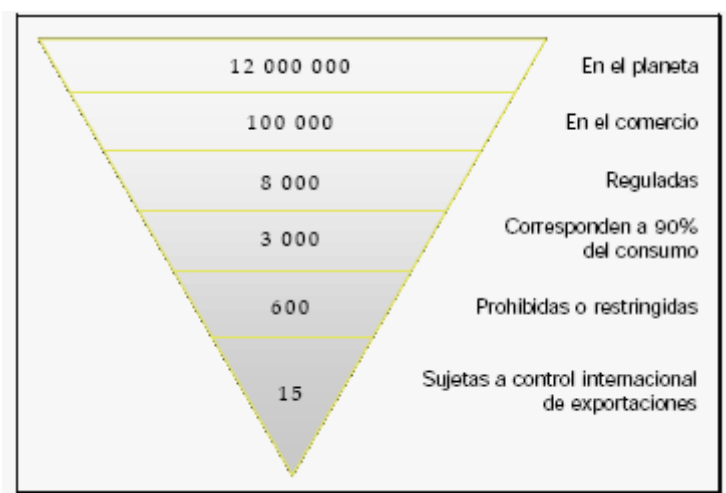 12 000 000 En el planeta
100 000 En el comercio
8 000 Reguladas
3 000 Corresponden a 90%
del consumo
600 Prohibidas o restringidas
15 Sujetas a control internacional
de exportaciones